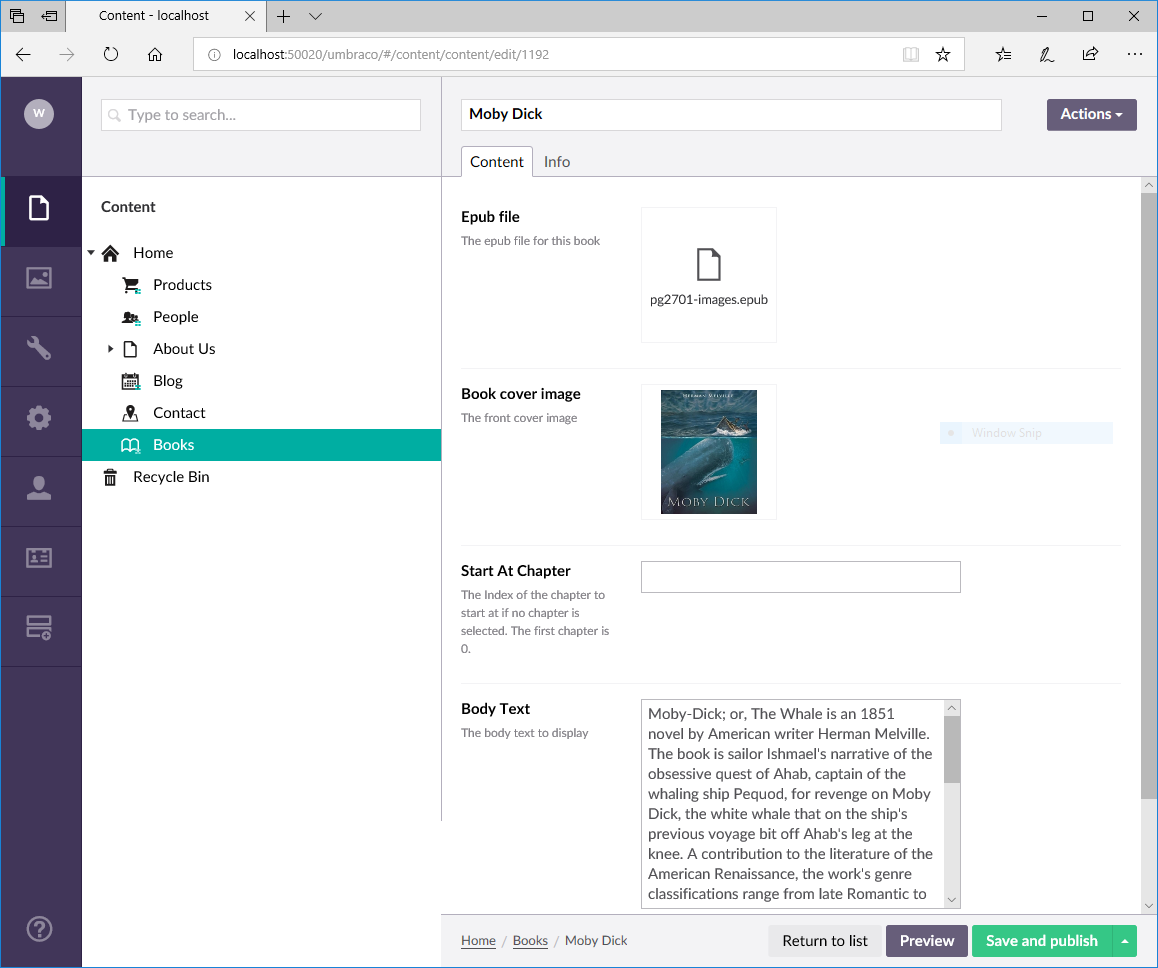 Content - localhost
localhost:50020/umbraco/#/content/content/edit/1192
W
Type to search...
Moby Dick
Actions
Content
Info
Content
Home
Products
People
About Us
Blog
Contact
Books
Recycle Bin
Epub file
The epub file for this book
pg2701-images.epub
Book cover image
The front cover image
HERMAN MELVILLE
MOBY DICK
Window Snip
Start At Chapter
The Index of the chapter to
start at if no chapter is
selected. The first chapter is
0.
Body Text
The body text to display
Moby-Dick; or, The Whale is an 1851
novel by American writer Herman Melville.
The book is sailor Ishmael's narrative of the
obsessive quest of Ahab, captain of the
whaling ship Pequod, for revenge on Moby
Dick, the white whale that on the ship's
previous voyage bit off Ahab's leg at the
knee. A contribution to the literature of the
American Renaissance, the work's genre
classifications range from late Romantic to
Home / Books / Moby Dick
Return to list
Preview
Save and publish